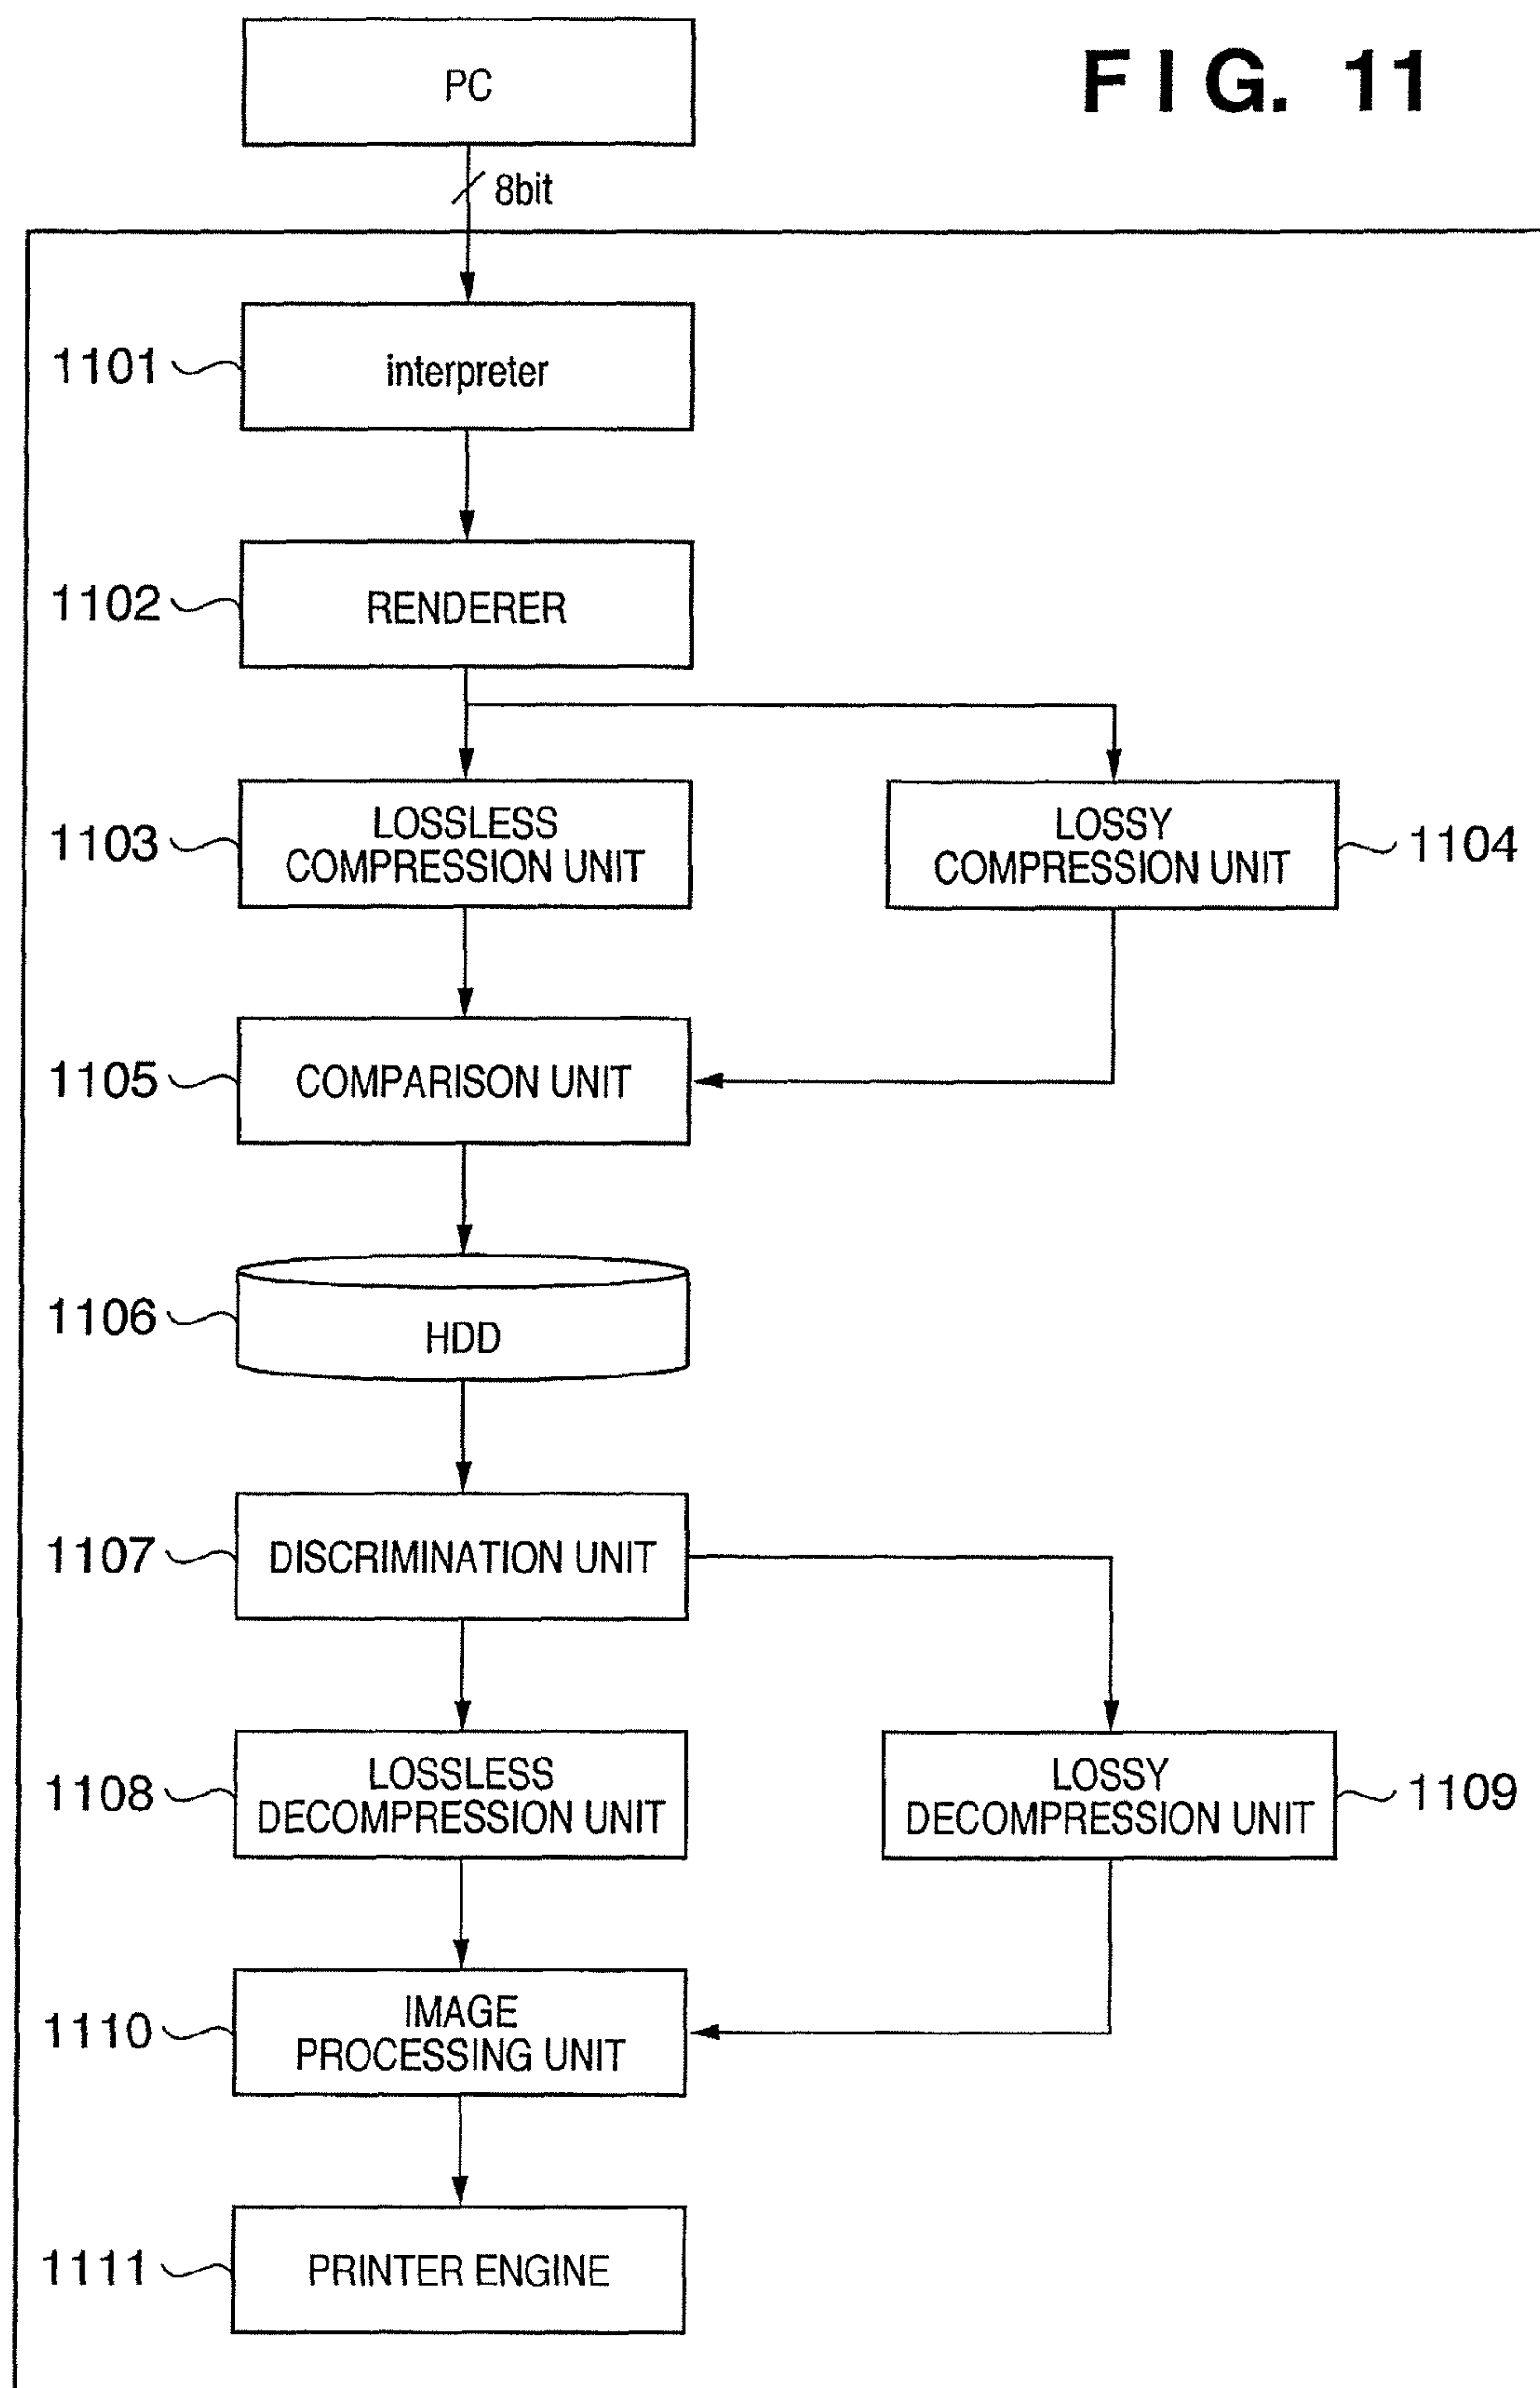 FIG. 11
PC
8bit
1101
interpreter
1102
RENDERER
1103
LOSSLESS
COMPRESSION UNIT
LOSSY
COMPRESSION UNIT
1104
1105
COMPARISON UNIT
1106
HDD
1107
DISCRIMINATION UNIT
1108
LOSSLESS
DECOMPRESSION UNIT
LOSSY
DECOMPRESSION UNIT
1109
1110
IMAGE
PROCESSING UNIT
1111
PRINTER ENGINE